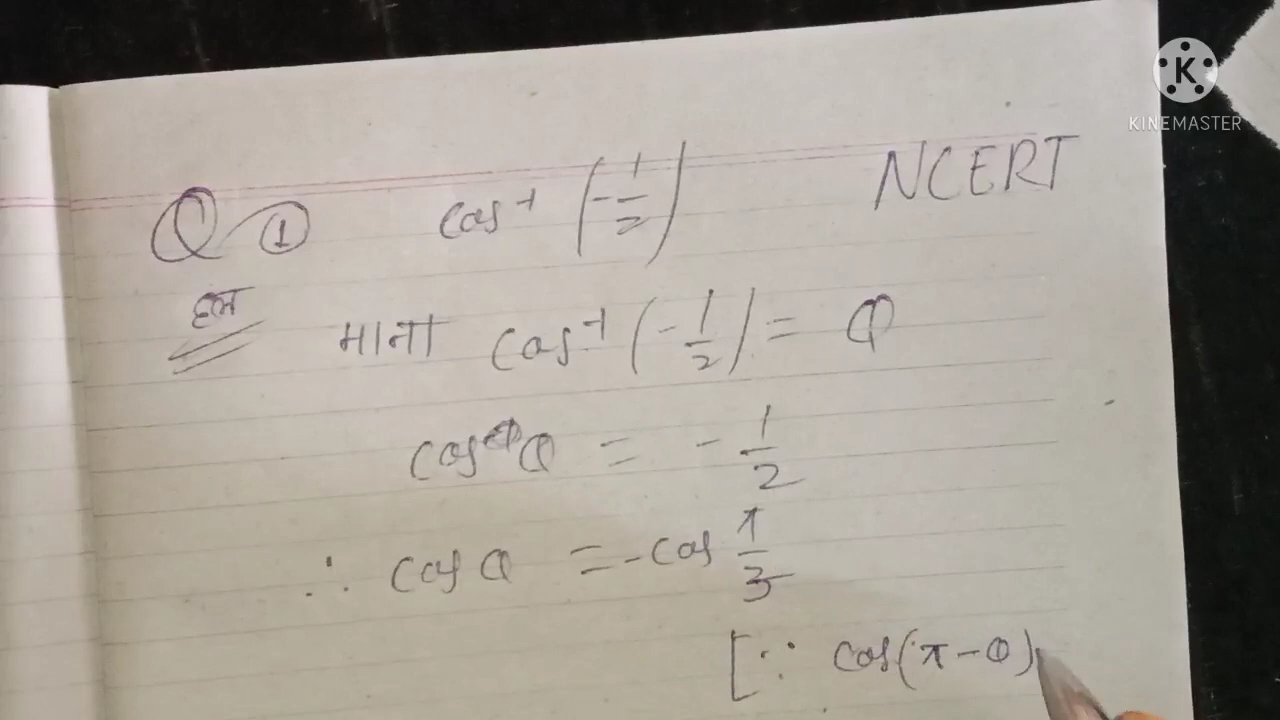 KINEMASTER
NCERT
Q ① cos⁻¹ (-1/2)
हल
माना cos⁻¹ (-1/2) = θ
cos θ = - 1/2
∴ cos θ = -cos π/3
[∵ cos(π-θ)